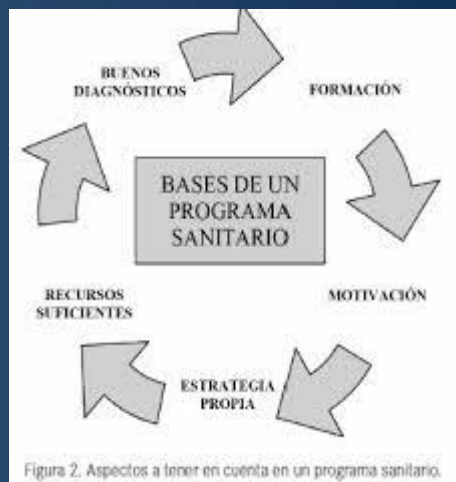 BUENOS
DIAGNÓSTICOS
FORMACIÓN
BASES DE UN
PROGRAMA
SANITARIO
RECURSOS
SUFICIENTES
MOTIVACIÓN
ESTRATEGIA
PROPIA
Figura 2. Aspectos a tener en cuenta en un programa sanitario.